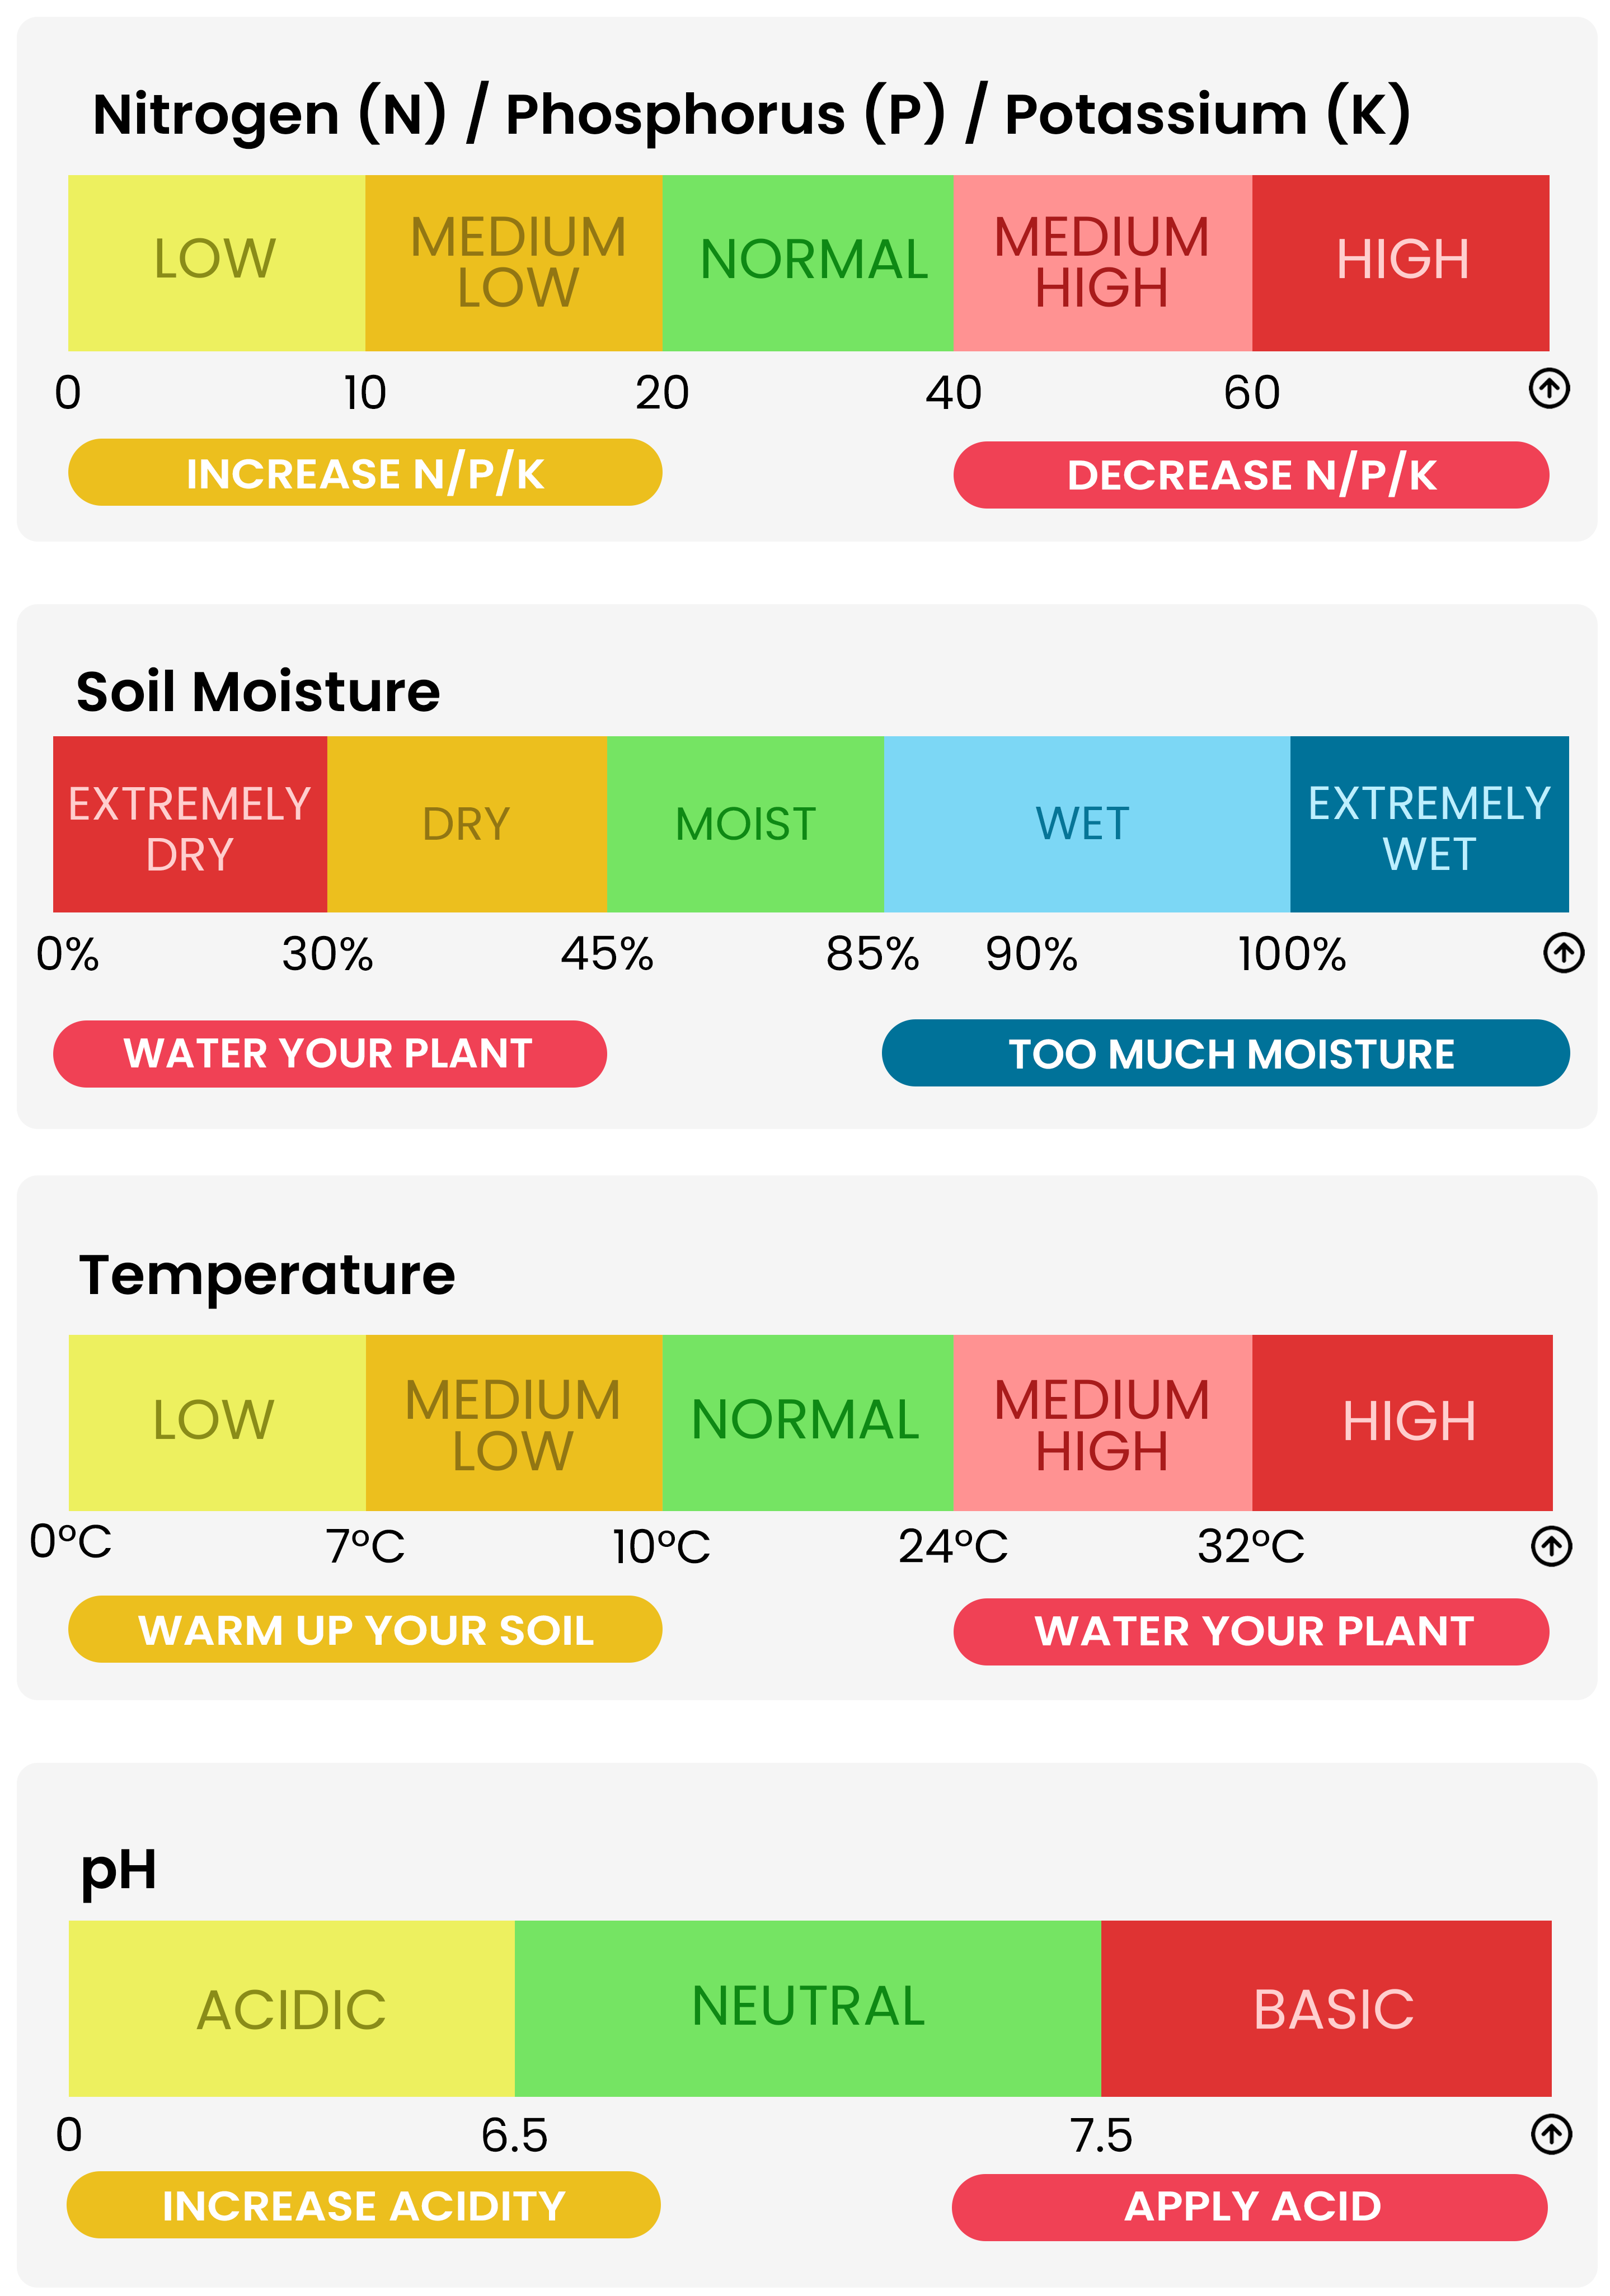 Nitrogen (N) / Phosphorus (P) / Potassium (K)
LOW
MEDIUM
LOW
NORMAL
MEDIUM
HIGH
HIGH
0 10 20 40 60
INCREASE N/P/K
DECREASE N/P/K
Soil Moisture
EXTREMELY
DRY
DRY
MOIST
WET
EXTREMELY
WET
0% 30% 45% 85% 90% 100%
WATER YOUR PLANT
TOO MUCH MOISTURE
Temperature
LOW
MEDIUM
LOW
NORMAL
MEDIUM
HIGH
HIGH
0°C 7°C 10°C 24°C 32°C
WARM UP YOUR SOIL
WATER YOUR PLANT
pH
ACIDIC
NEUTRAL
BASIC
0 6.5 7.5
INCREASE ACIDITY
APPLY ACID